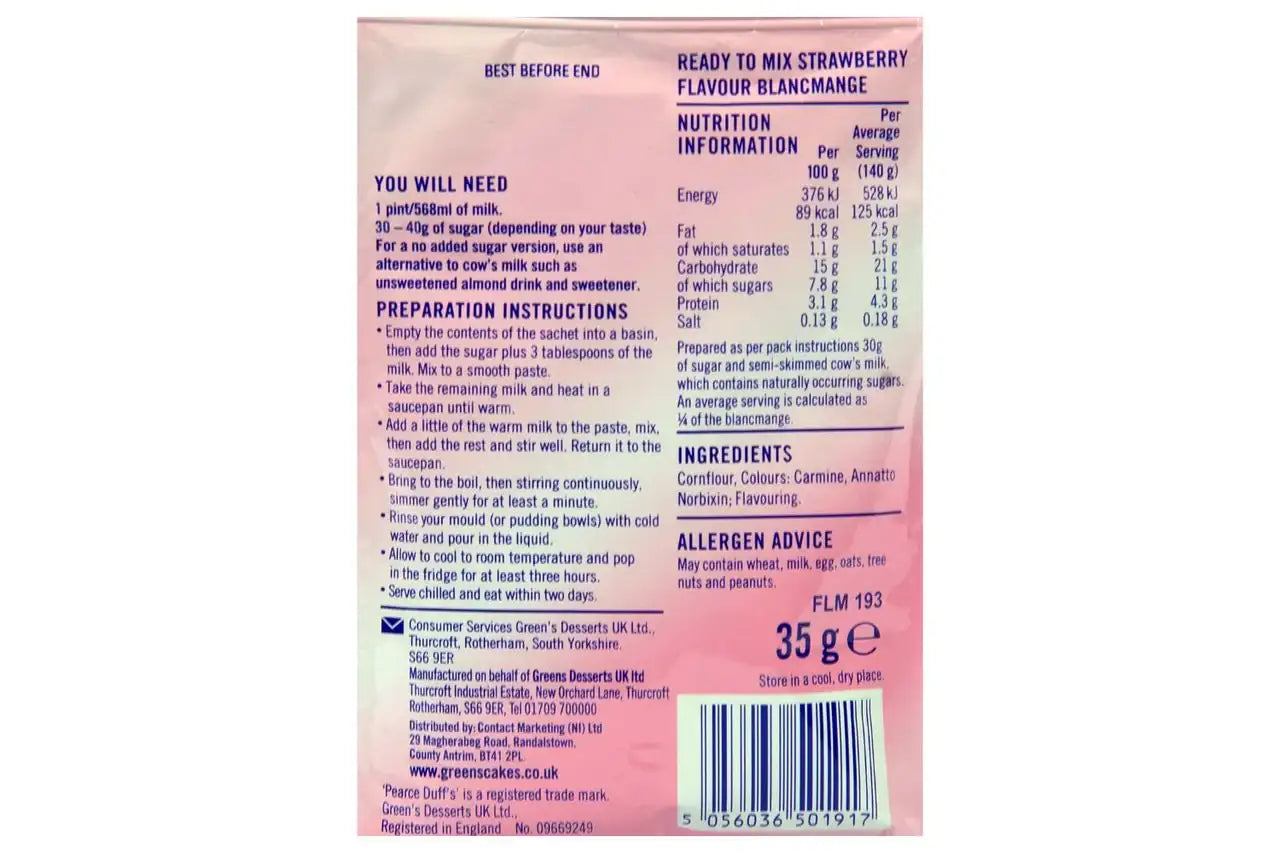 BEST BEFORE END
YOU WILL NEED
1 pint/568ml of milk.
30 – 40g of sugar (depending on your taste)
For a no added sugar version, use an
alternative to cow's milk such as
unsweetened almond drink and sweetener.
PREPARATION INSTRUCTIONS
• Empty the contents of the sachet into a basin,
then add the sugar plus 3 tablespoons of the
milk. Mix to a smooth paste.
• Take the remaining milk and heat in a
saucepan until warm.
• Add a little of the warm milk to the paste, mix,
then add the rest and stir well. Return it to the
saucepan.
• Bring to the boil, then stirring continuously,
simmer gently for at least a minute.
• Rinse your mould (or pudding bowls) with cold
water and pour in the liquid.
• Allow to cool to room temperature and pop
in the fridge for at least three hours.
• Serve chilled and eat within two days.
Consumer Services Green's Desserts UK Ltd.,
Thurcroft, Rotherham, South Yorkshire.
S66 9ER
Manufactured on behalf of Greens Desserts UK ltd
Thurcroft Industrial Estate, New Orchard Lane, Thurcroft
Rotherham, S66 9ER, Tel 01709 700000
Distributed by: Contact Marketing (NI) Ltd
29 Magherabeg Road, Randalstown,
County Antrim, BT41 2PL
www.greenscakes.co.uk
'Pearce Duff's' is a registered trade mark.
Green's Desserts UK Ltd.,
Registered in England No. 09669249
READY TO MIX STRAWBERRY
FLAVOUR BLANCMANGE
NUTRITION
INFORMATION
Per
100 g
Per
Average
Serving
(140 g)
Energy 376 kJ 528 kJ
89 kcal 125 kcal
Fat 1.8 g 2.5 g
of which saturates 1.1 g 1.5 g
Carbohydrate 15 g 21 g
of which sugars 7.8 g 11 g
Protein 3.1 g 4.3 g
Salt 0.13 g 0.18 g
Prepared as per pack instructions 30g
of sugar and semi-skimmed cow's milk,
which contains naturally occurring sugars.
An average serving is calculated as
¼ of the blancmange.
INGREDIENTS
Cornflour, Colours: Carmine, Annatto
Norbixin; Flavouring.
ALLERGEN ADVICE
May contain wheat, milk, egg, oats, tree
nuts and peanuts.
FLM 193
35 g ℮
Store in a cool, dry place.
5 056036 501917